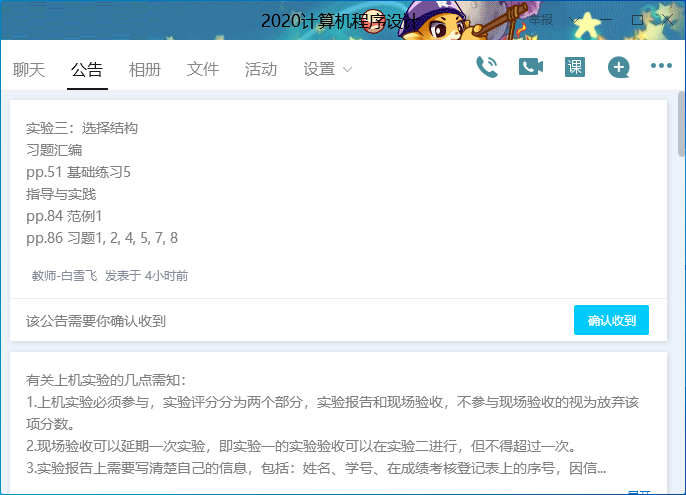 2020计算机程序设计
举报
聊天 公告 相册 文件 活动 设置
课
实验三：选择结构
习题汇编
pp.51 基础练习5
指导与实践
pp.84 范例1
pp.86 习题1, 2, 4, 5, 7, 8
教师-白雪飞 发表于 4小时前
该公告需要你确认收到
确认收到
有关上机实验的几点需知：
1.上机实验必须参与，实验评分分为两个部分，实验报告和现场验收，不参与现场验收的视为放弃该
项分数。
2.现场验收可以延期一次实验，即实验一的实验验收可以在实验二进行，但不得超过一次。
3.实验报告上需要写清楚自己的信息，包括：姓名、学号、在成绩考核登记表上的序号，因信...